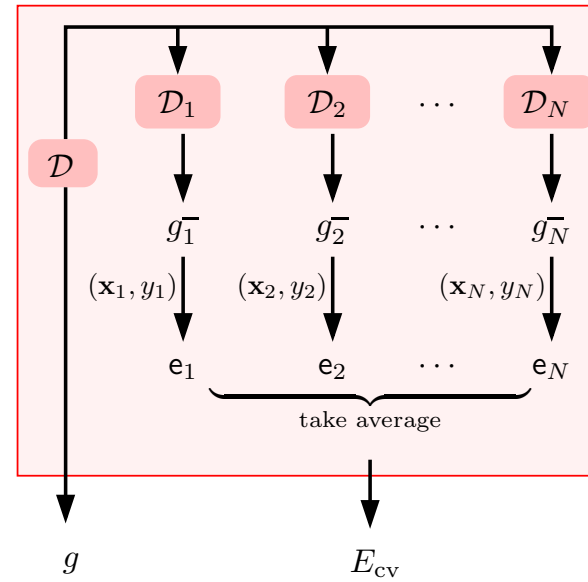 𝒟₁ 𝒟₂ ⋯ 𝒟_N
𝒟
g₁⁻ g₂⁻ ⋯ g_N⁻
(𝐱₁, y₁) (𝐱₂, y₂) (𝐱_N, y_N)
e₁ e₂ ⋯ e_N
take average
g E_cv